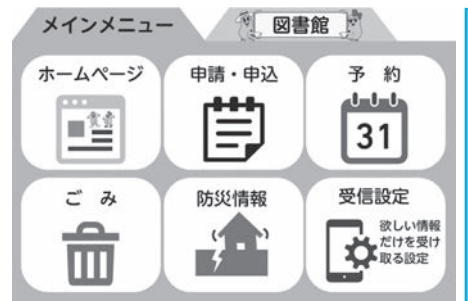 メインメニュー
図書館
ホームページ
申請・申込
予 約
31
ご み
防災情報
受信設定
欲しい情報
だけを受け
取る設定